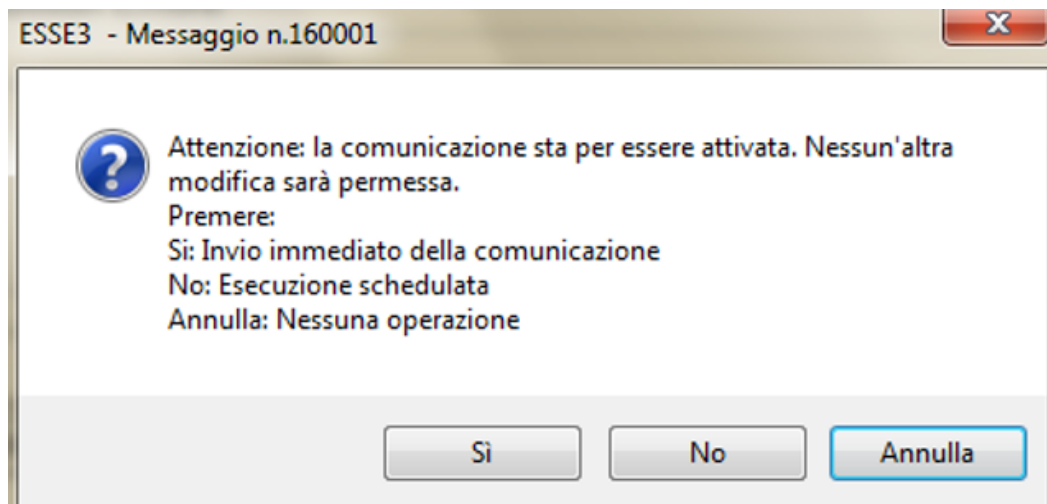 ESSE3 - Messaggio n.160001
Attenzione: la comunicazione sta per essere attivata. Nessun'altra
modifica sarà permessa.
Premere:
Si: Invio immediato della comunicazione
No: Esecuzione schedulata
Annulla: Nessuna operazione
Sì No Annulla